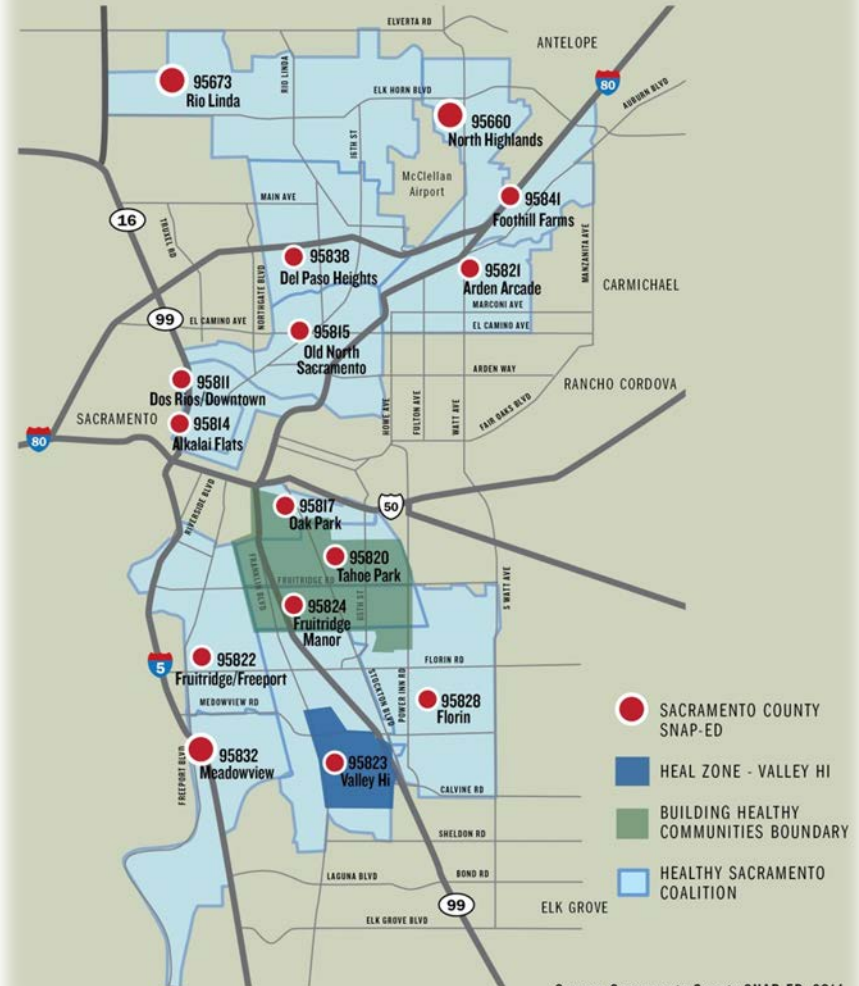 ELVERTA RD
ANTELOPE
80
95673
Rio Linda
RIO LINDA
ELK HORN BLVD
AUBURN BLVD
95660
North Highlands
16TH ST
McClellan
Airport
MAIN AVE
95841
Foothill Farms
16
TRUXEL RD
95838
Del Paso Heights
MANZANITA AVE
95821
Arden Arcade
CARMICHAEL
NORTHGATE BLVD
MARCONI AVE
99
EL CAMINO AVE
EL CAMINO AVE
95815
Old North
Sacramento
ARDEN WAY
95811
Dos Rios/Downtown
RANCHO CORDOVA
HOWE AVE
FULTON AVE
WATT AVE
FAIR OAKS BLVD
SACRAMENTO
95814
Alkalai Flats
80
RIVERSIDE BLVD
95817
Oak Park
50
95820
Tahoe Park
FRANKLIN BLVD
FRUITRIDGE RD
65TH ST
S WATT AVE
95824
Fruitridge
Manor
5
95822
Fruitridge/Freeport
FLORIN RD
STOCKTON BLVD
POWER INN RD
95828
Florin
MEDOWVIEW RD
SACRAMENTO COUNTY
SNAP-ED
95832
Meadowview
FREEPORT BLVD
95823
Valley Hi
HEAL ZONE - VALLEY HI
CALVINE RD
BUILDING HEALTHY
COMMUNITIES BOUNDARY
SHELDON RD
HEALTHY SACRAMENTO
COALITION
LAGUNA BLVD
BOND RD
99
ELK GROVE
ELK GROVE BLVD